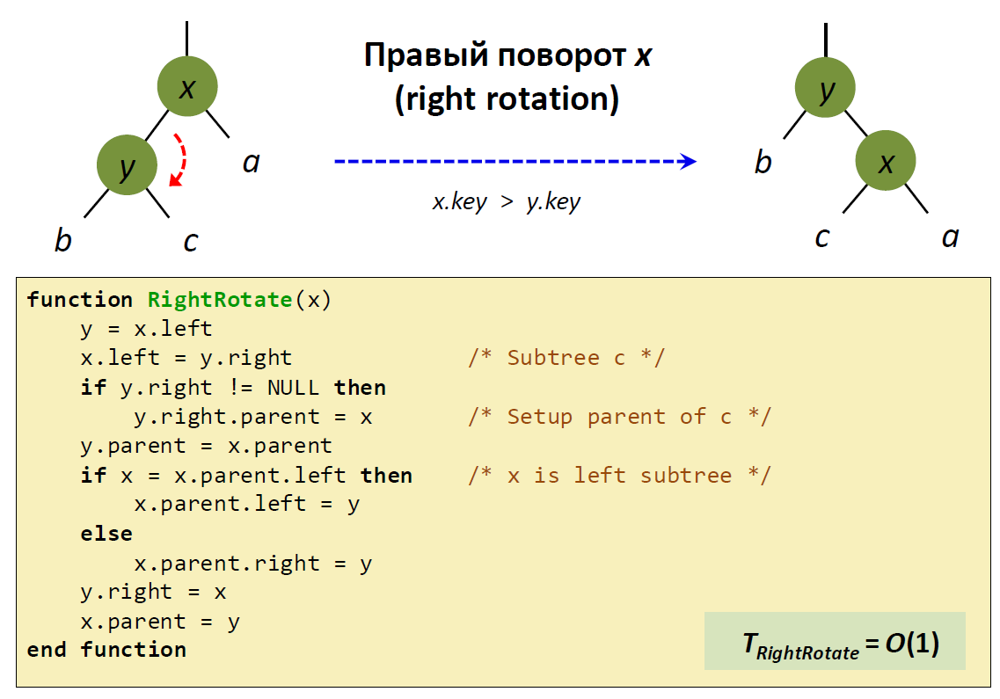 x
y
a
b
c
Правый поворот x
(right rotation)
x.key > y.key
y
b
x
c
a
function RightRotate(x)
    y = x.left
    x.left = y.right /* Subtree c */
    if y.right != NULL then
        y.right.parent = x /* Setup parent of c */
    y.parent = x.parent
    if x = x.parent.left then /* x is left subtree */
        x.parent.left = y
    else
        x.parent.right = y
    y.right = x
    x.parent = y
end function
TRightRotate = O(1)